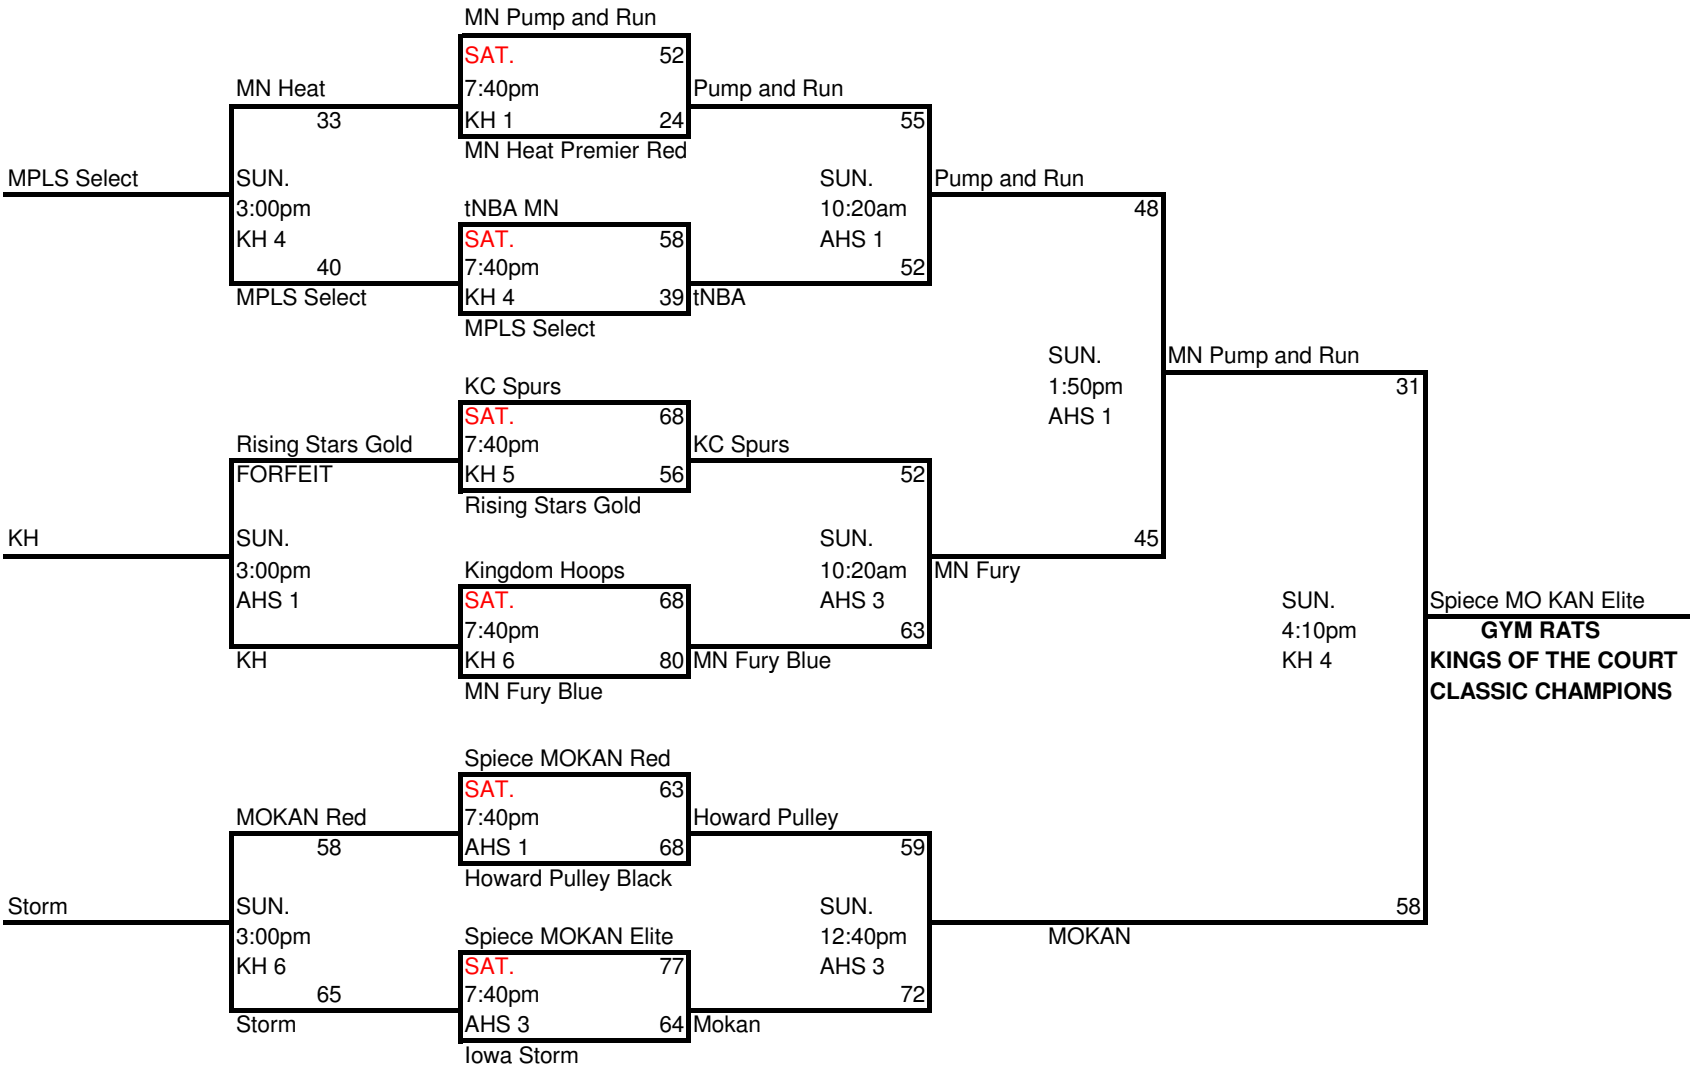 MN Pump and Run
SAT. 52
7:40pm
KH 1 24
MN Heat Premier Red
MN Heat
33
Pump and Run
55
MPLS Select
SUN.
3:00pm
KH 4
40
MPLS Select
tNBA MN
SAT. 58
7:40pm
KH 4 39
MPLS Select
SUN.
10:20am
AHS 1
52
tNBA
Pump and Run
48
SUN.
1:50pm
AHS 1
MN Pump and Run
31
KC Spurs
SAT. 68
7:40pm
KH 5 56
Rising Stars Gold
Rising Stars Gold
FORFEIT
KC Spurs
52
KH
SUN.
3:00pm
AHS 1
KH
Kingdom Hoops
SAT. 68
7:40pm
KH 6 80
MN Fury Blue
SUN.
10:20am
AHS 3
63
MN Fury Blue
45
MN Fury
SUN.
4:10pm
KH 4
Spiece MO KAN Elite
GYM RATS
KINGS OF THE COURT
CLASSIC CHAMPIONS
Spiece MOKAN Red
SAT. 63
7:40pm
AHS 1 68
Howard Pulley Black
MOKAN Red
58
Howard Pulley
59
Storm
SUN.
3:00pm
KH 6
65
Storm
Spiece MOKAN Elite
SAT. 77
7:40pm
AHS 3 64
Iowa Storm
SUN.
12:40pm
AHS 3
72
Mokan
58
MOKAN